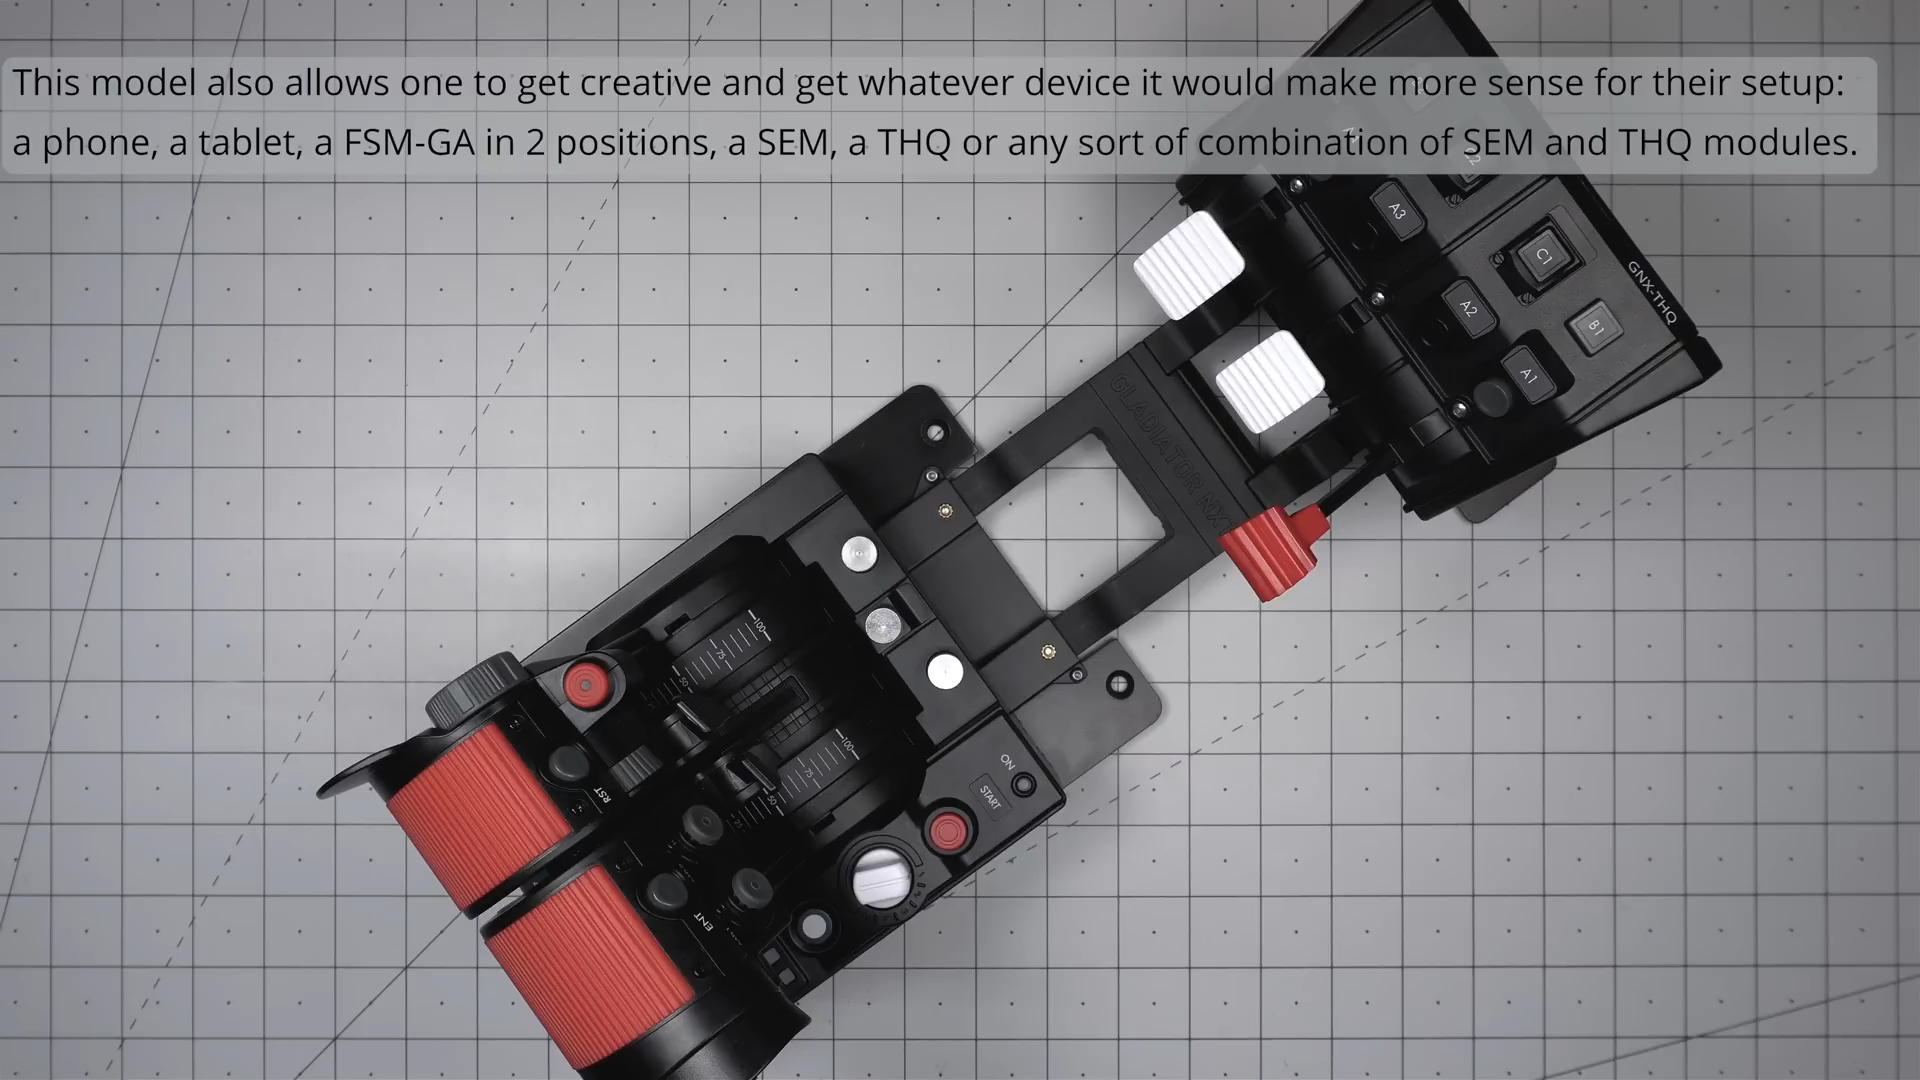 This model also allows one to get creative and get whatever device it would make more sense for their setup:
a phone, a tablet, a FSM-GA in 2 positions, a SEM, a THQ or any sort of combination of SEM and THQ modules.
A3
C1
GNX-THQ
A2
B1
A1
GLADIATOR NXT
100
75
50
100
75
50
25
ON
START
RST
ENT